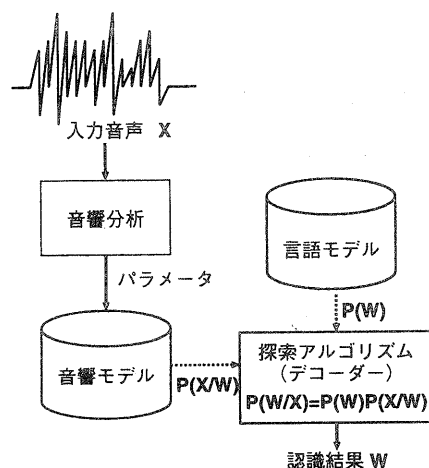 入力音声 X
音響分析
パラメータ
音響モデル
P(X/W)
言語モデル
P(W)
探索アルゴリズム
(デコーダー)
P(W/X)=P(W)P(X/W)
認識結果 W